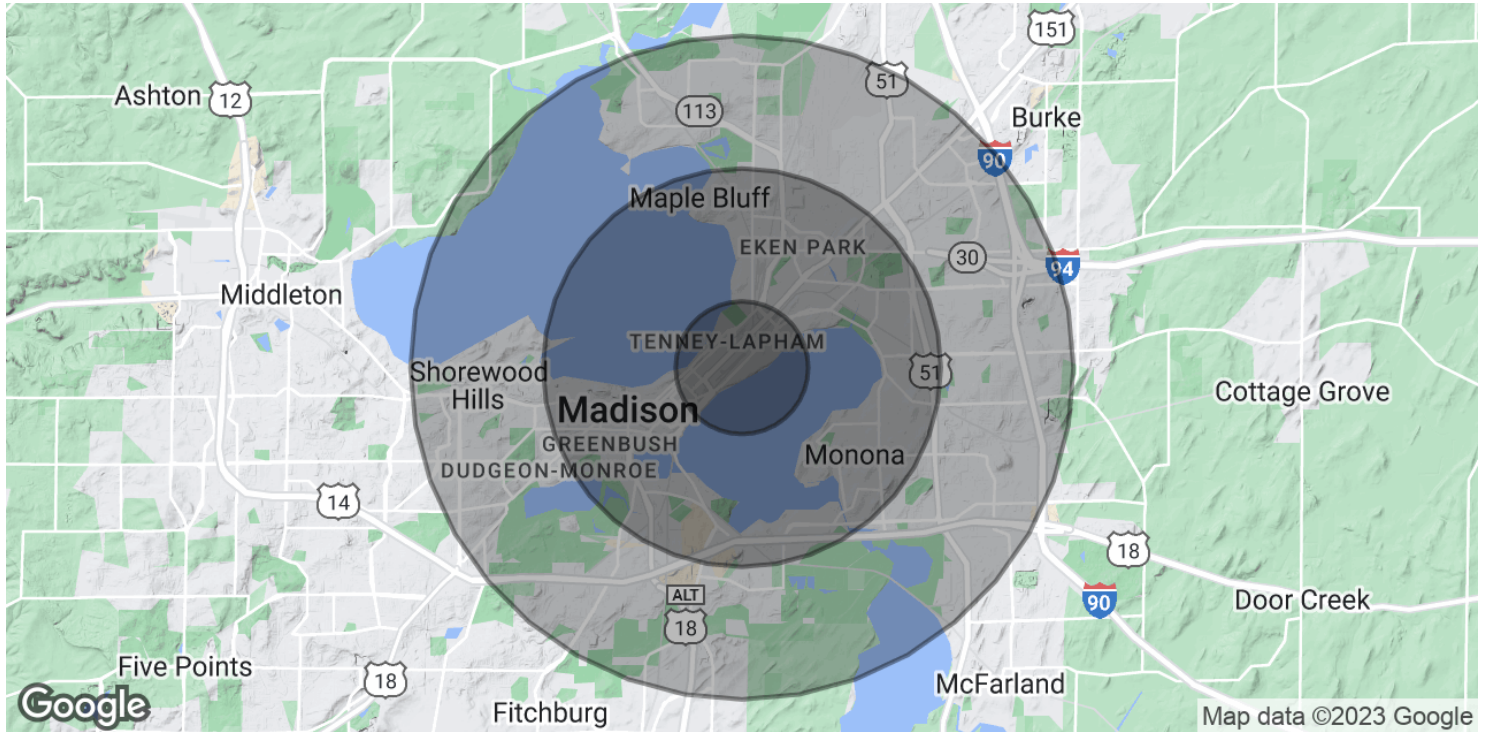 151
51
Ashton
12
113
Burke
90
Maple Bluff
EKEN PARK
30
94
Middleton
TENNEY-LAPHAM
Shorewood
Hills
51
Cottage Grove
Madison
GREENBUSH
Monona
DUDGEON-MONROE
14
18
ALT
18
90
Door Creek
Five Points
18
McFarland
Google
Fitchburg
Map data ©2023 Google